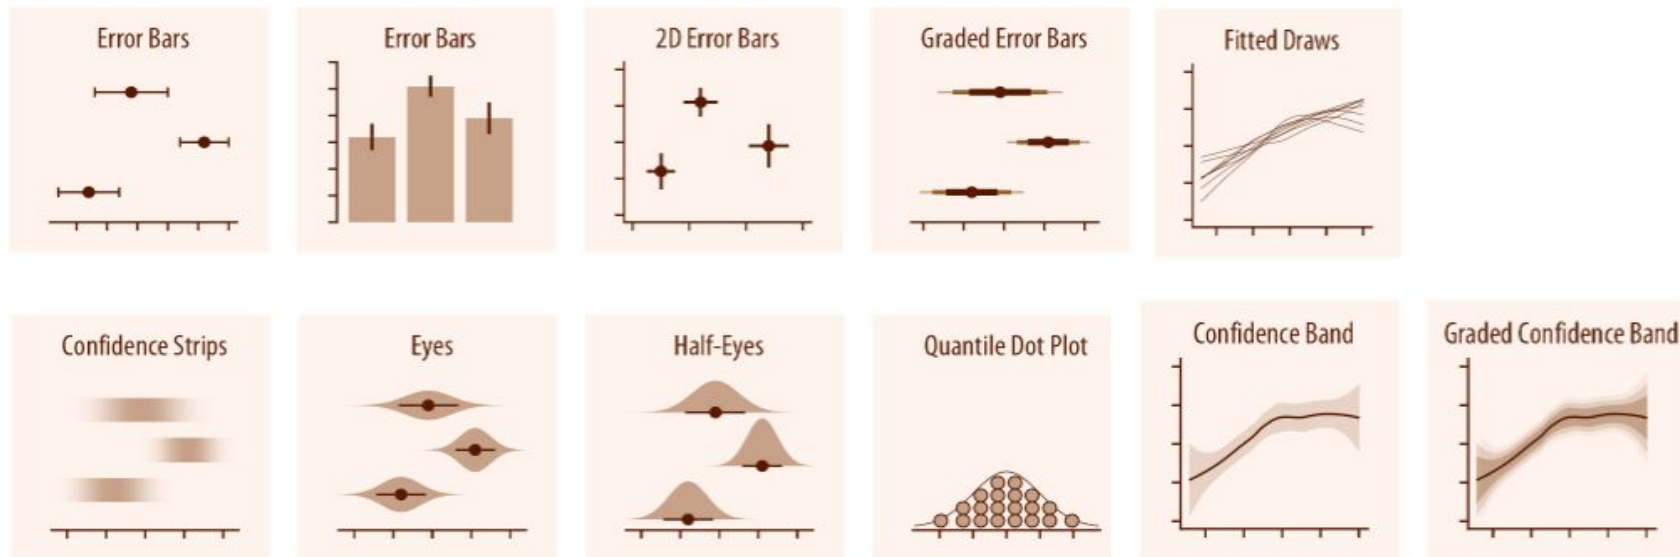 Error Bars
Error Bars
2D Error Bars
Graded Error Bars
Fitted Draws
Confidence Strips
Eyes
Half-Eyes
Quantile Dot Plot
Confidence Band
Graded Confidence Band